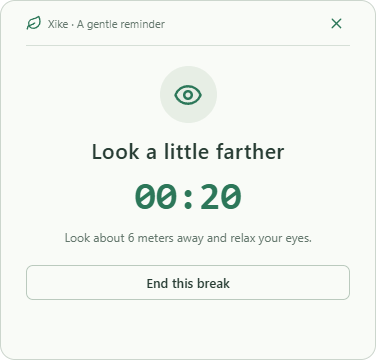 Xike · A gentle reminder
Look a little farther
00:20
Look about 6 meters away and relax your eyes.
End this break